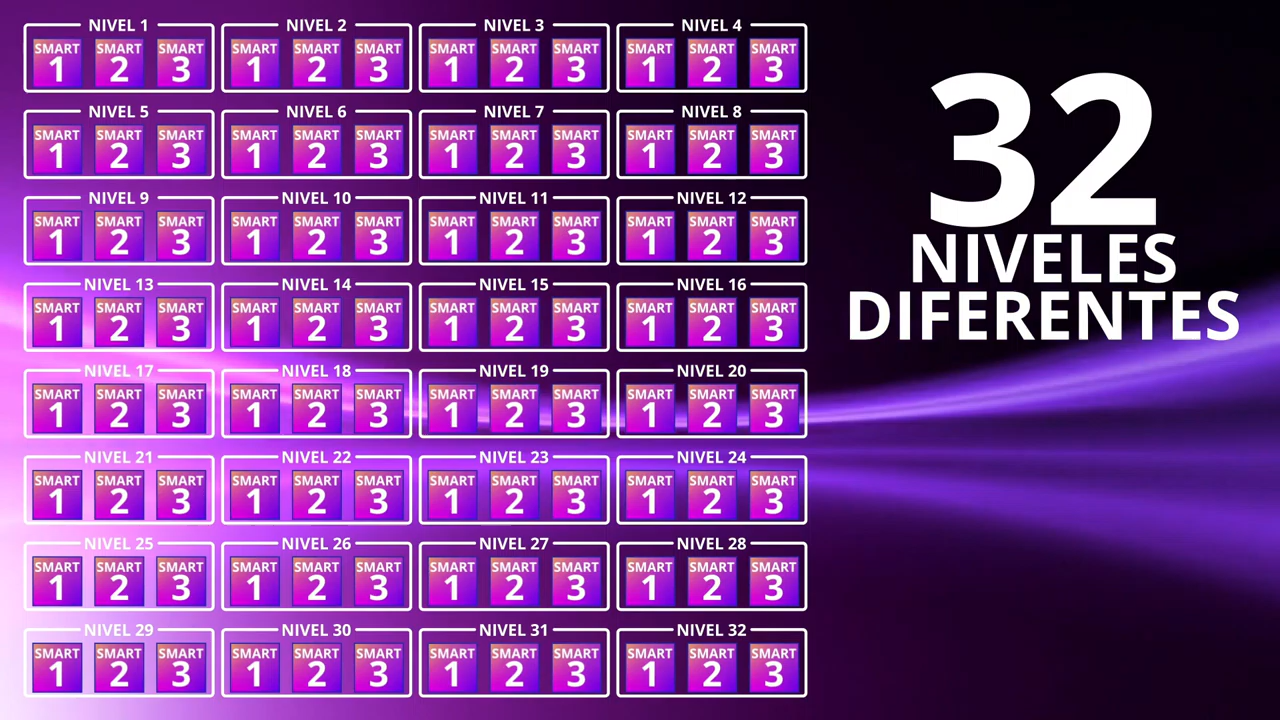 NIVEL 1 NIVEL 2 NIVEL 3 NIVEL 4
SMART SMART SMART SMART SMART SMART SMART SMART SMART SMART SMART SMART
1 2 3 1 2 3 1 2 3 1 2 3
NIVEL 5 NIVEL 6 NIVEL 7 NIVEL 8
SMART SMART SMART SMART SMART SMART SMART SMART SMART SMART SMART SMART
1 2 3 1 2 3 1 2 3 1 2 3
NIVEL 9 NIVEL 10 NIVEL 11 NIVEL 12
SMART SMART SMART SMART SMART SMART SMART SMART SMART SMART SMART SMART
1 2 3 1 2 3 1 2 3 1 2 3
NIVEL 13 NIVEL 14 NIVEL 15 NIVEL 16
SMART SMART SMART SMART SMART SMART SMART SMART SMART SMART SMART SMART
1 2 3 1 2 3 1 2 3 1 2 3
NIVEL 17 NIVEL 18 NIVEL 19 NIVEL 20
SMART SMART SMART SMART SMART SMART SMART SMART SMART SMART SMART SMART
1 2 3 1 2 3 1 2 3 1 2 3
NIVEL 21 NIVEL 22 NIVEL 23 NIVEL 24
SMART SMART SMART SMART SMART SMART SMART SMART SMART SMART SMART SMART
1 2 3 1 2 3 1 2 3 1 2 3
NIVEL 25 NIVEL 26 NIVEL 27 NIVEL 28
SMART SMART SMART SMART SMART SMART SMART SMART SMART SMART SMART SMART
1 2 3 1 2 3 1 2 3 1 2 3
NIVEL 29 NIVEL 30 NIVEL 31 NIVEL 32
SMART SMART SMART SMART SMART SMART SMART SMART SMART SMART SMART SMART
1 2 3 1 2 3 1 2 3 1 2 3
32
NIVELES
DIFERENTES